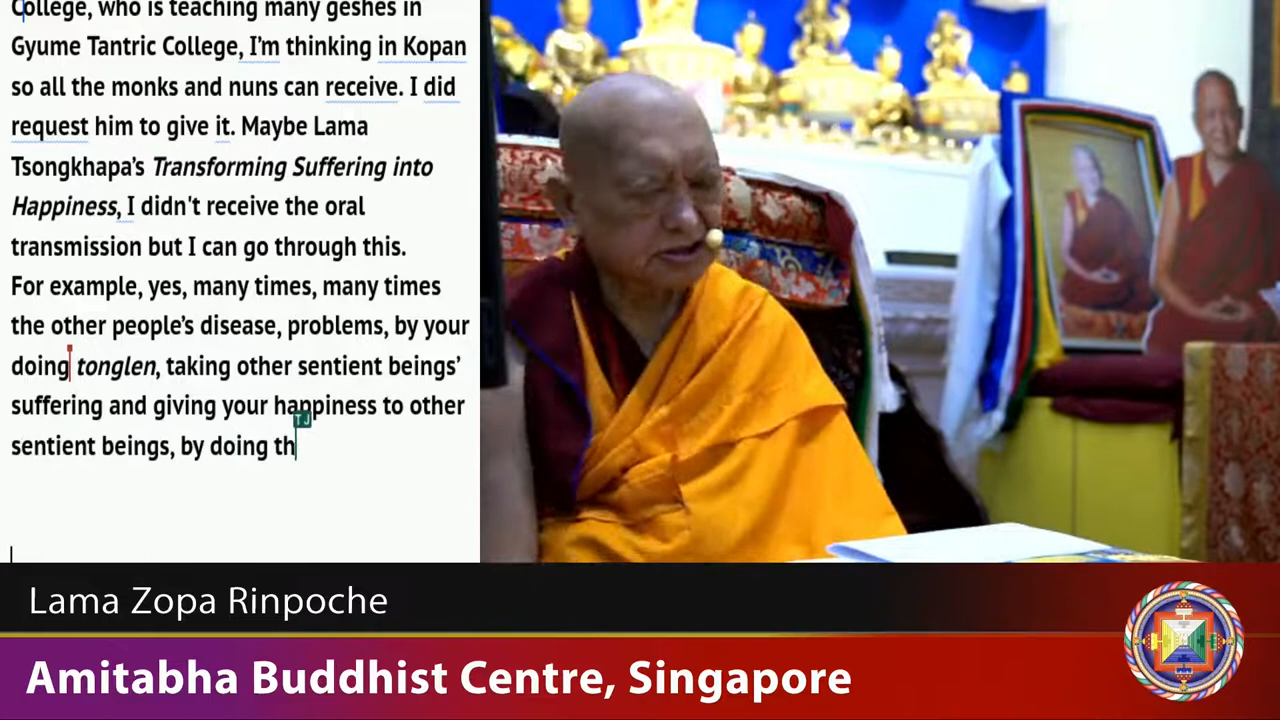 College, who is teaching many geshes in
Gyume Tantric College, I'm thinking in Kopan
so all the monks and nuns can receive. I did
request him to give it. Maybe Lama
Tsongkhapa's Transforming Suffering into
Happiness, I didn't receive the oral
transmission but I can go through this.
For example, yes, many times, many times
the other people's disease, problems, by your
doing tonglen, taking other sentient beings'
suffering and giving your happiness to other
TJ
sentient beings, by doing th
Lama Zopa Rinpoche
Amitabha Buddhist Centre, Singapore